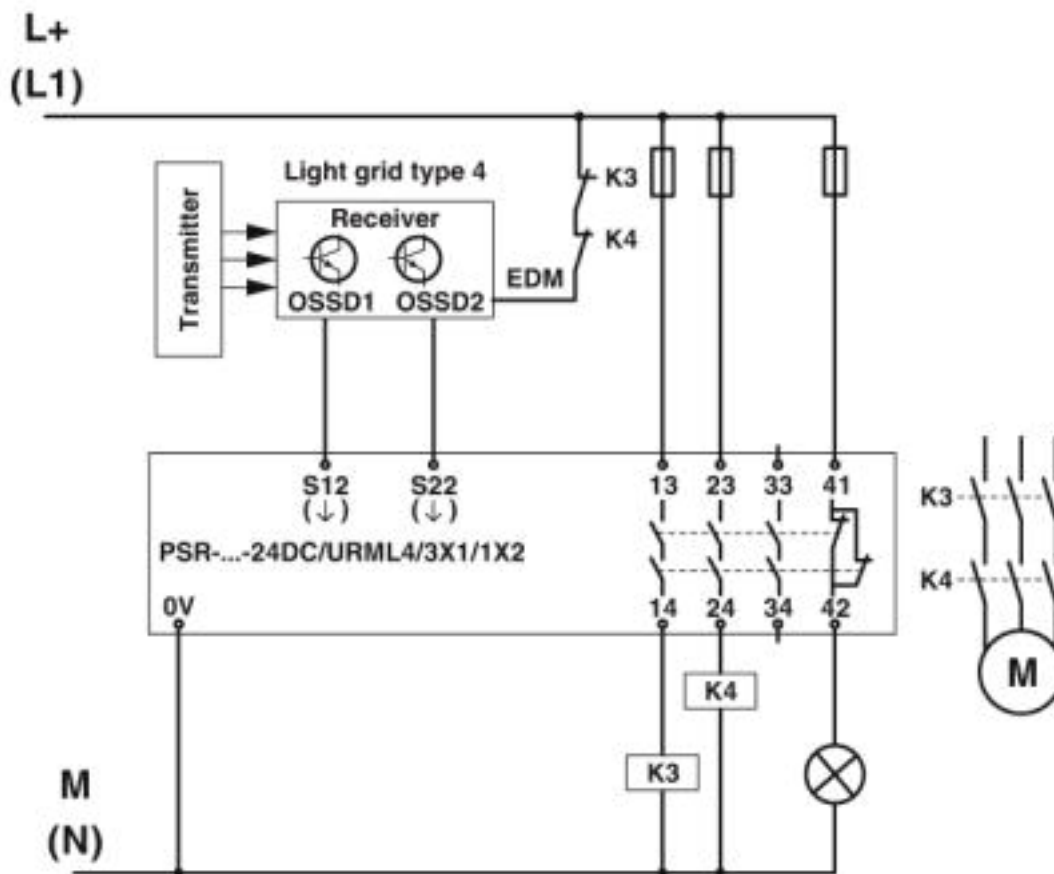 L+
(L1)
Light grid type 4
Transmitter
Receiver
OSSD1 OSSD2
EDM
K3
K4
S12 S22 13 23 33 41
(↓) (↓)
PSR-...-24DC/URML4/3X1/1X2
0V 14 24 34 42
K3
K4
M
K4
K3
M
(N)